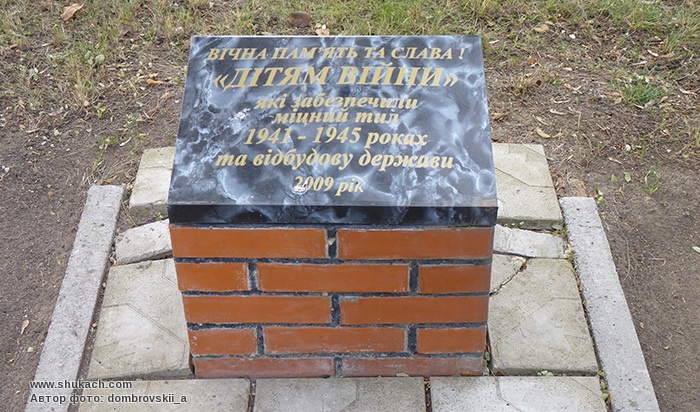 ВІЧНА ПАМ'ЯТЬ ТА СЛАВА !
«ДІТЯМ ВІЙНИ»
які забезпечили
міцний тил
1941 - 1945 роках
та відбудову держави
2009 рік
www.shukach.com
Автор фото: dombrovskii_a